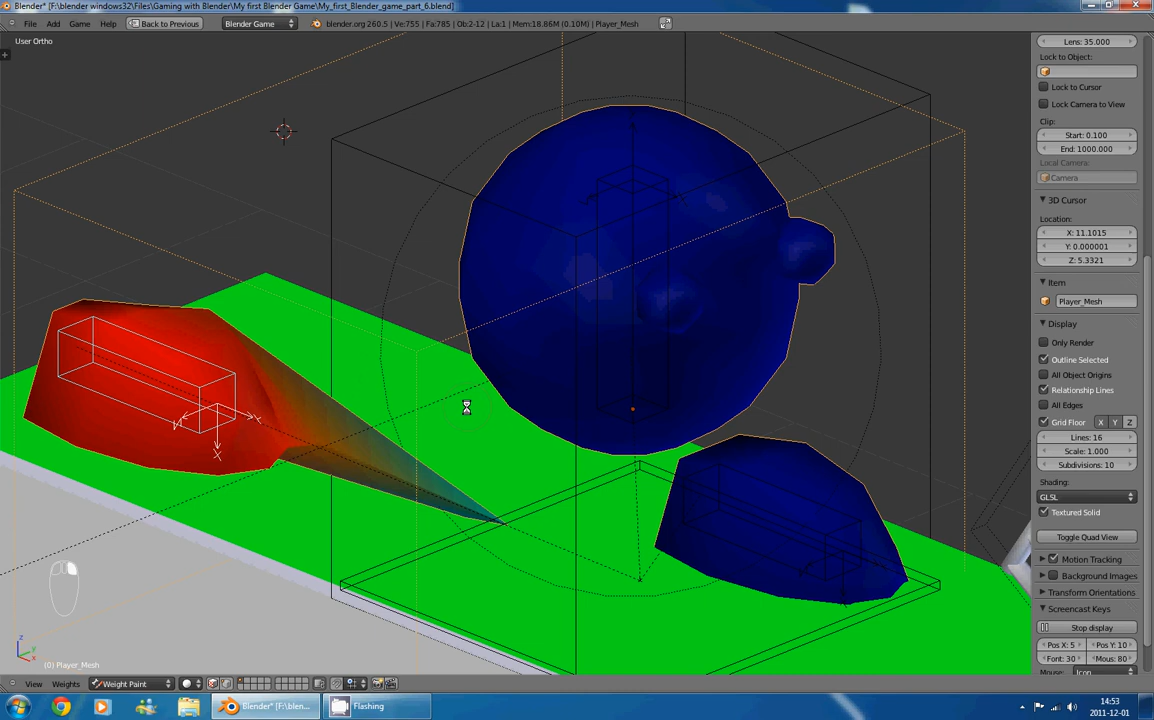 Blender* [F:\blender windows32\Files\Gaming with Blender\My first Blender Game\My_first_Blender_game_part_6.blend]
File Add Game Help Back to Previous Blender Game blender.org 260.5 | Ve:755 | Fa:785 | Ob:2-12 | La:1 | Mem:18.86M (0.10M) | Player_Mesh
User Ortho
Lens: 35.000
Lock to Object:
Lock to Cursor
Lock Camera to View
Clip:
Start: 0.100
End: 1000.000
Local Camera:
Camera
3D Cursor
Location:
X: 11.1015
Y: 0.000001
Z: 5.3321
Item
Player_Mesh
Display
Only Render
Outline Selected
All Object Origins
Relationship Lines
All Edges
Grid Floor X Y Z
Lines: 16
Scale: 1.000
Subdivisions: 10
Shading:
GLSL
Textured Solid
Toggle Quad View
Motion Tracking
Background Images
Transform Orientations
Screencast Keys
Stop display
Pos X: 5 Pos Y: 10
Font: 30 Mous: 80
Mouse: Icon
X
X
z
y
x
(0) Player_Mesh
View Weights Weight Paint
Blender* [F:\blen... Flashing
14:53
2011-12-01